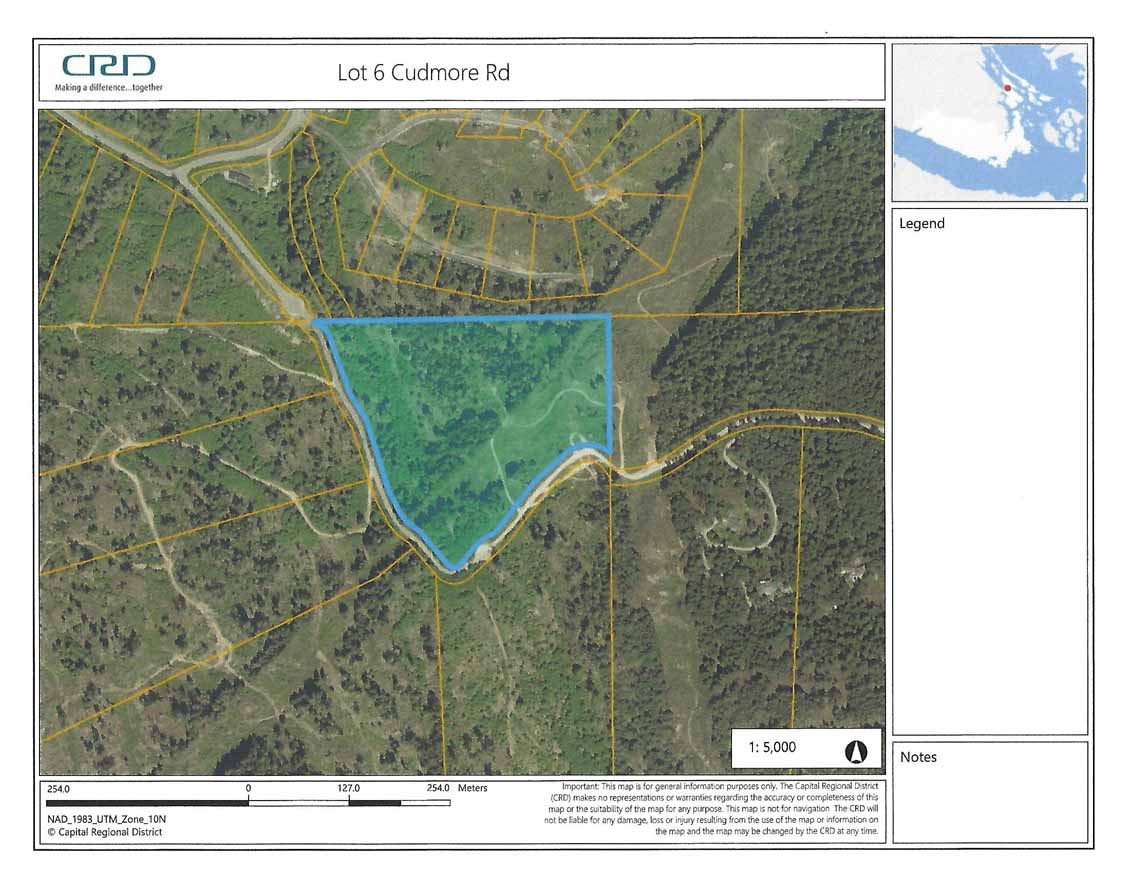 CRD
Making a difference...together
Lot 6 Cudmore Rd
Legend
1: 5,000
Notes
254.0 0 127.0 254.0 Meters
NAD_1983_UTM_Zone_10N
© Capital Regional District
Important: This map is for general information purposes only. The Capital Regional District
(CRD) makes no representations or warranties regarding the accuracy or completeness of this
map or the suitability of the map for any purpose. This map is not for navigation The CRD will
not be liable for any damage, loss or injury resulting from the use of the map or information on
the map and the map may be changed by the CRD at any time.